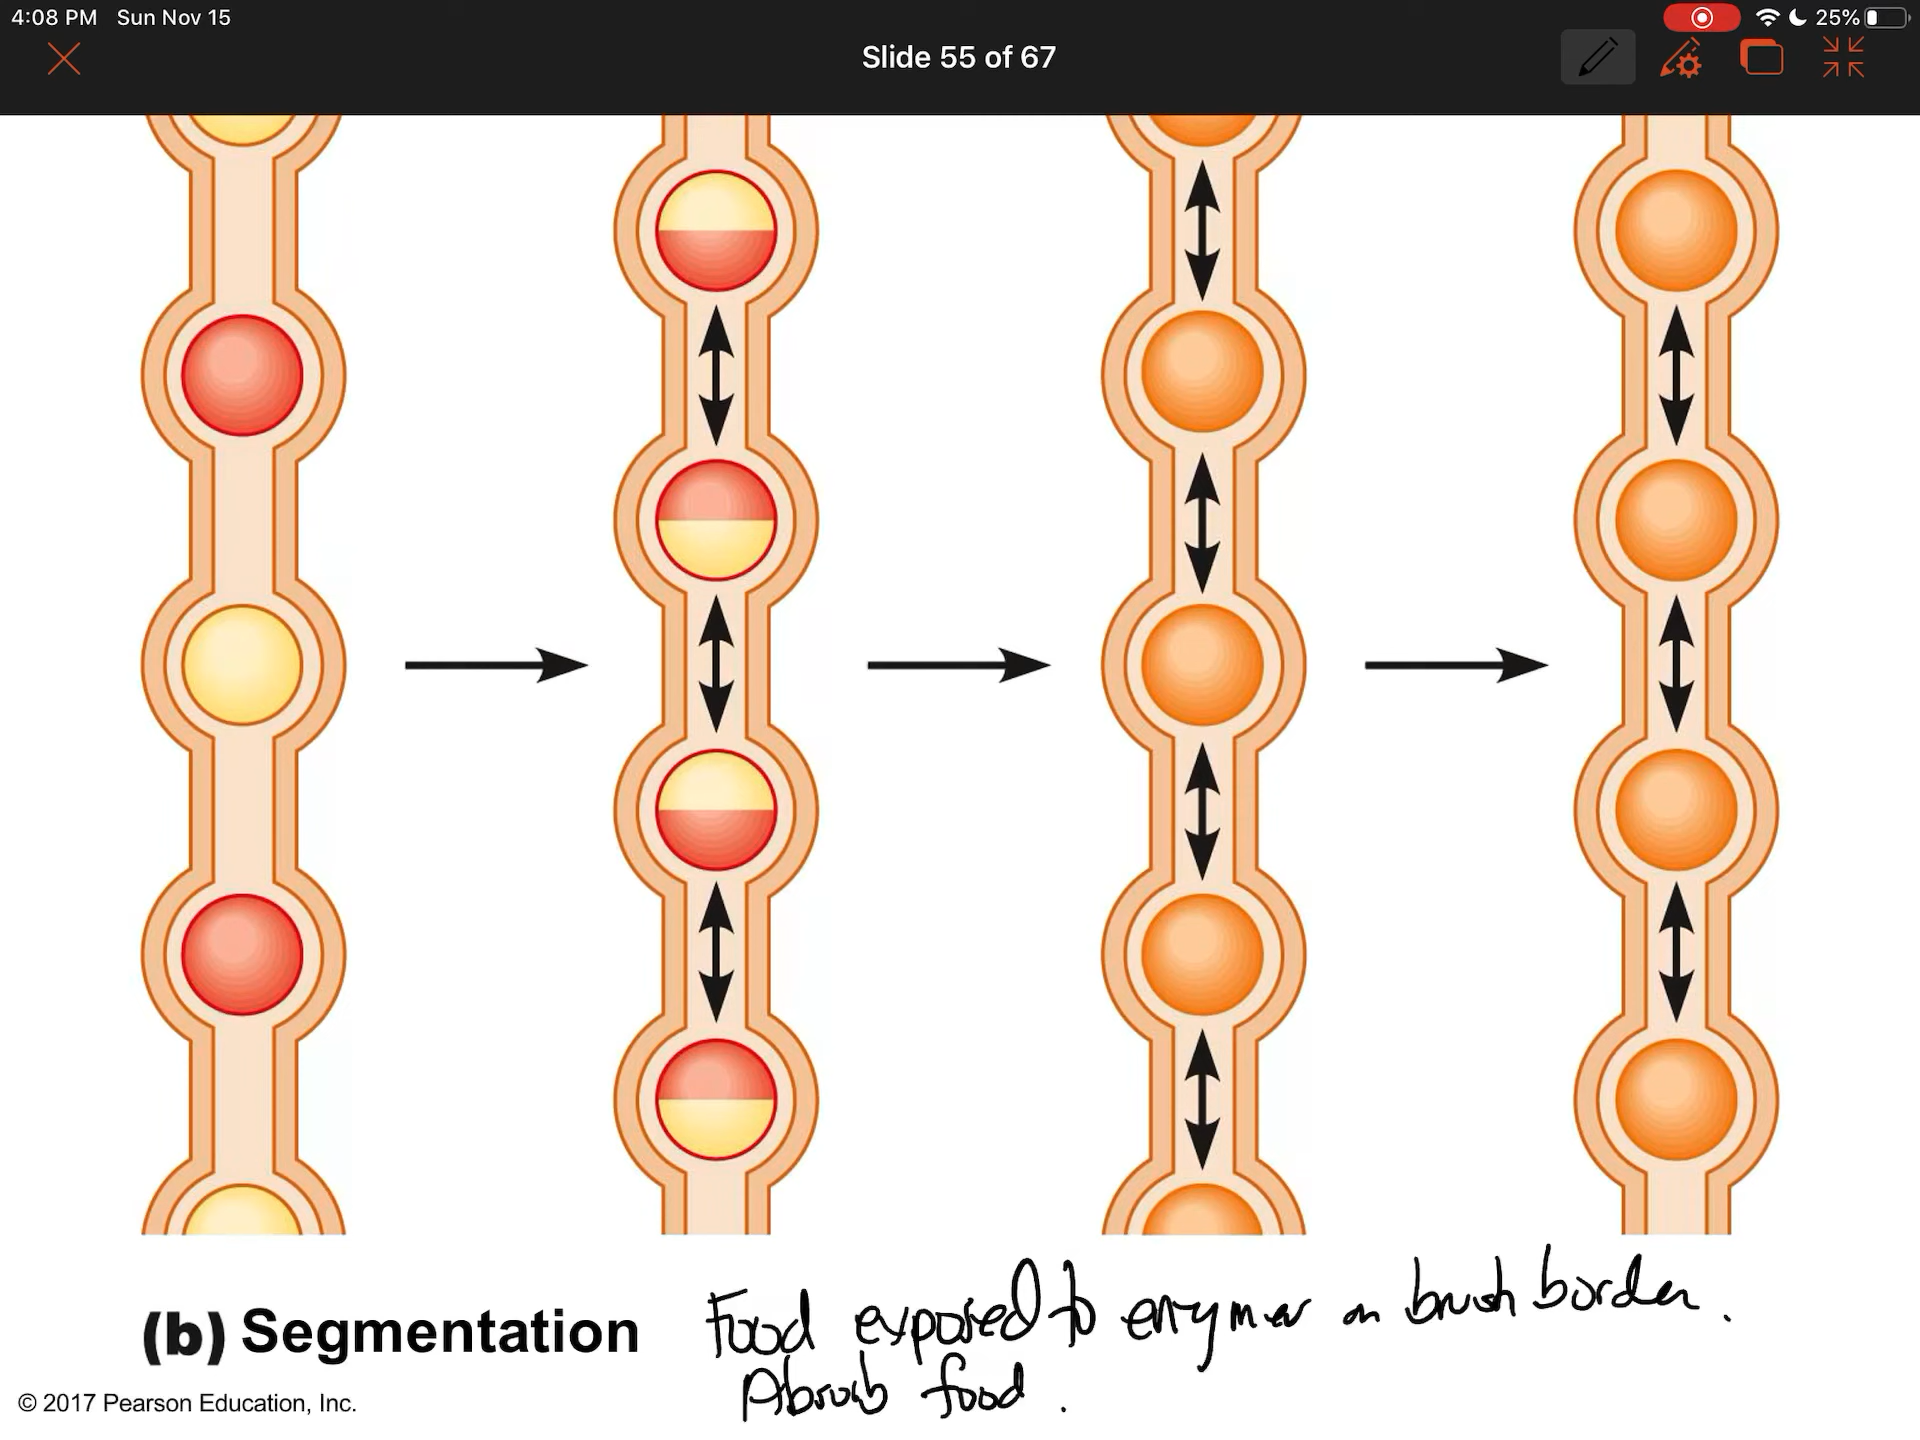 4:08 PM Sun Nov 15
25%
Slide 55 of 67
(b) Segmentation
Food exposed to enzymes on brush border.
Absorb food.
© 2017 Pearson Education, Inc.